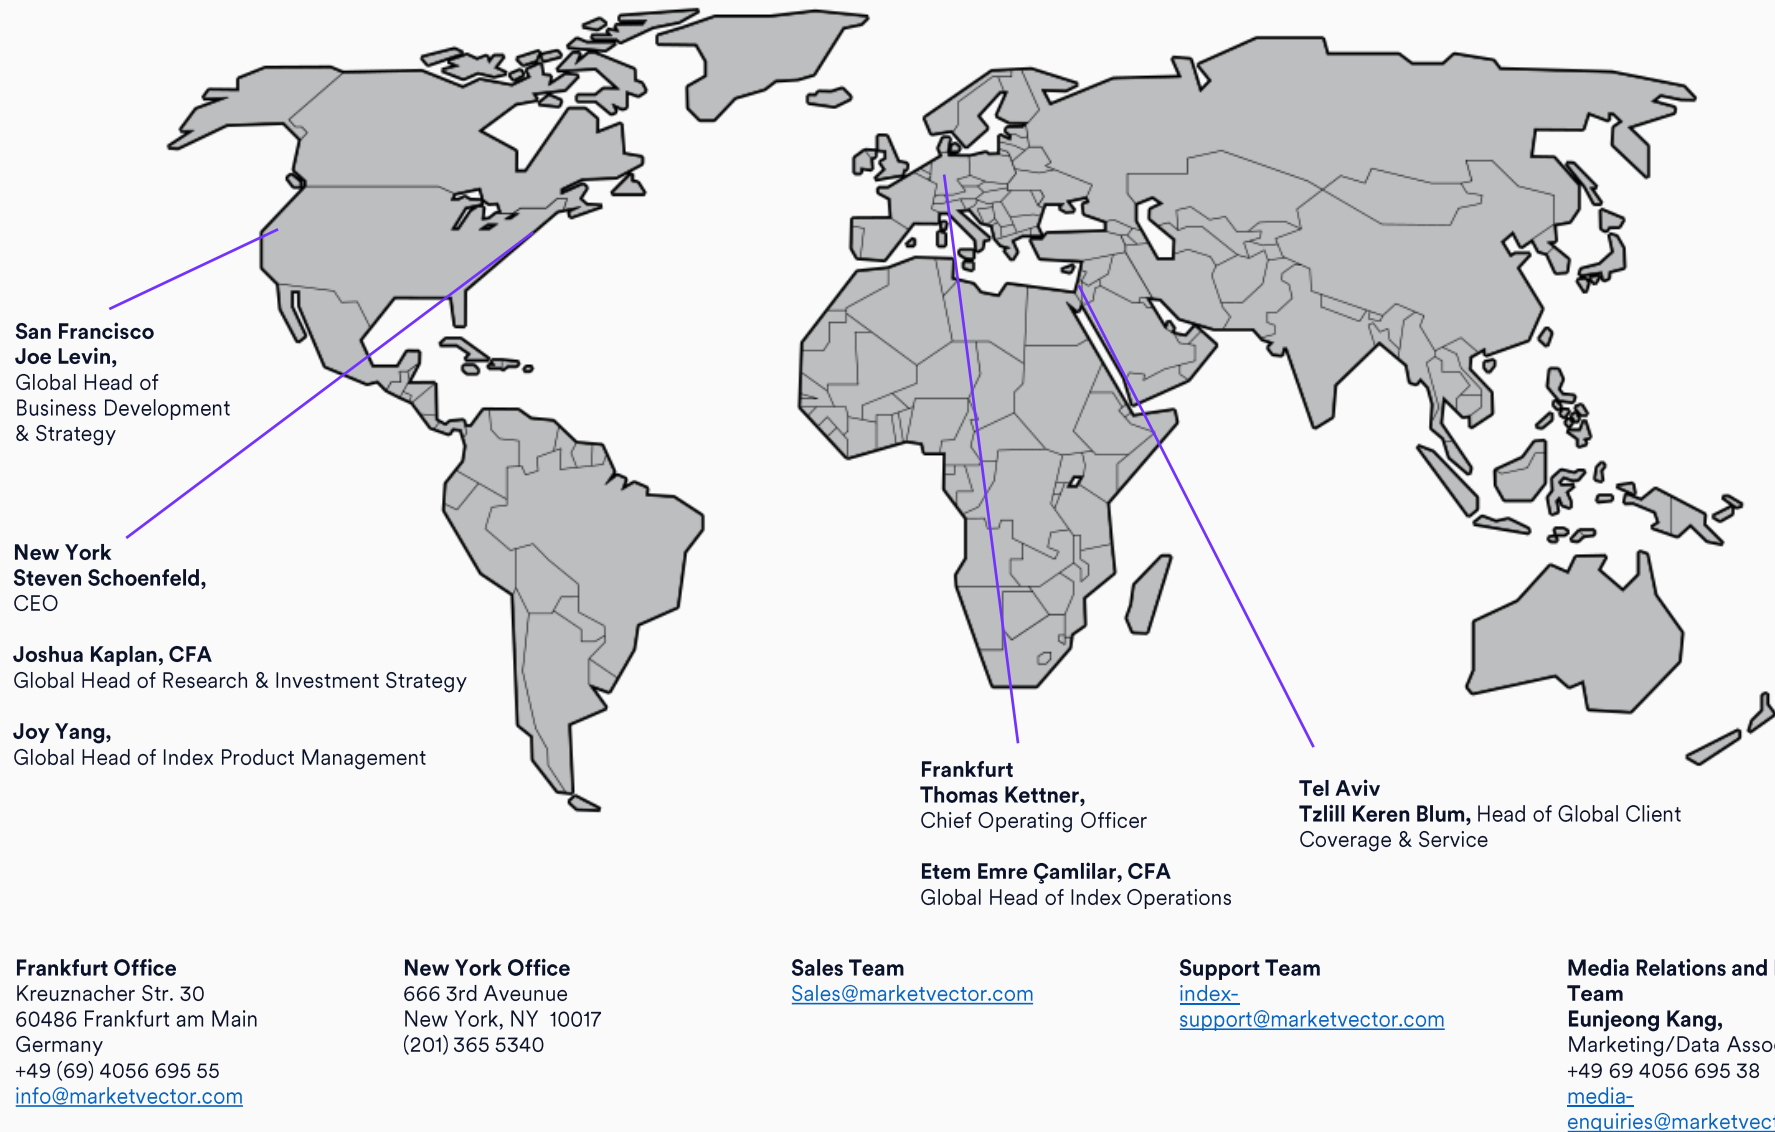 San Francisco
Joe Levin,
Global Head of
Business Development
& Strategy
New York
Steven Schoenfeld,
CEO
Joshua Kaplan, CFA
Global Head of Research & Investment Strategy
Joy Yang,
Global Head of Index Product Management
Frankfurt
Thomas Kettner,
Chief Operating Officer
Etem Emre Çamlilar, CFA
Global Head of Index Operations
Tel Aviv
Tzlill Keren Blum, Head of Global Client
Coverage & Service
Frankfurt Office
Kreuznacher Str. 30
60486 Frankfurt am Main
Germany
+49 (69) 4056 695 55
info@marketvector.com
New York Office
666 3rd Aveunue
New York, NY  10017
(201) 365 5340
Sales Team
Sales@marketvector.com
Support Team
index-
support@marketvector.com
Media Relations and
Team
Eunjeong Kang,
Marketing/Data
+49 69 4056 695 38
media-